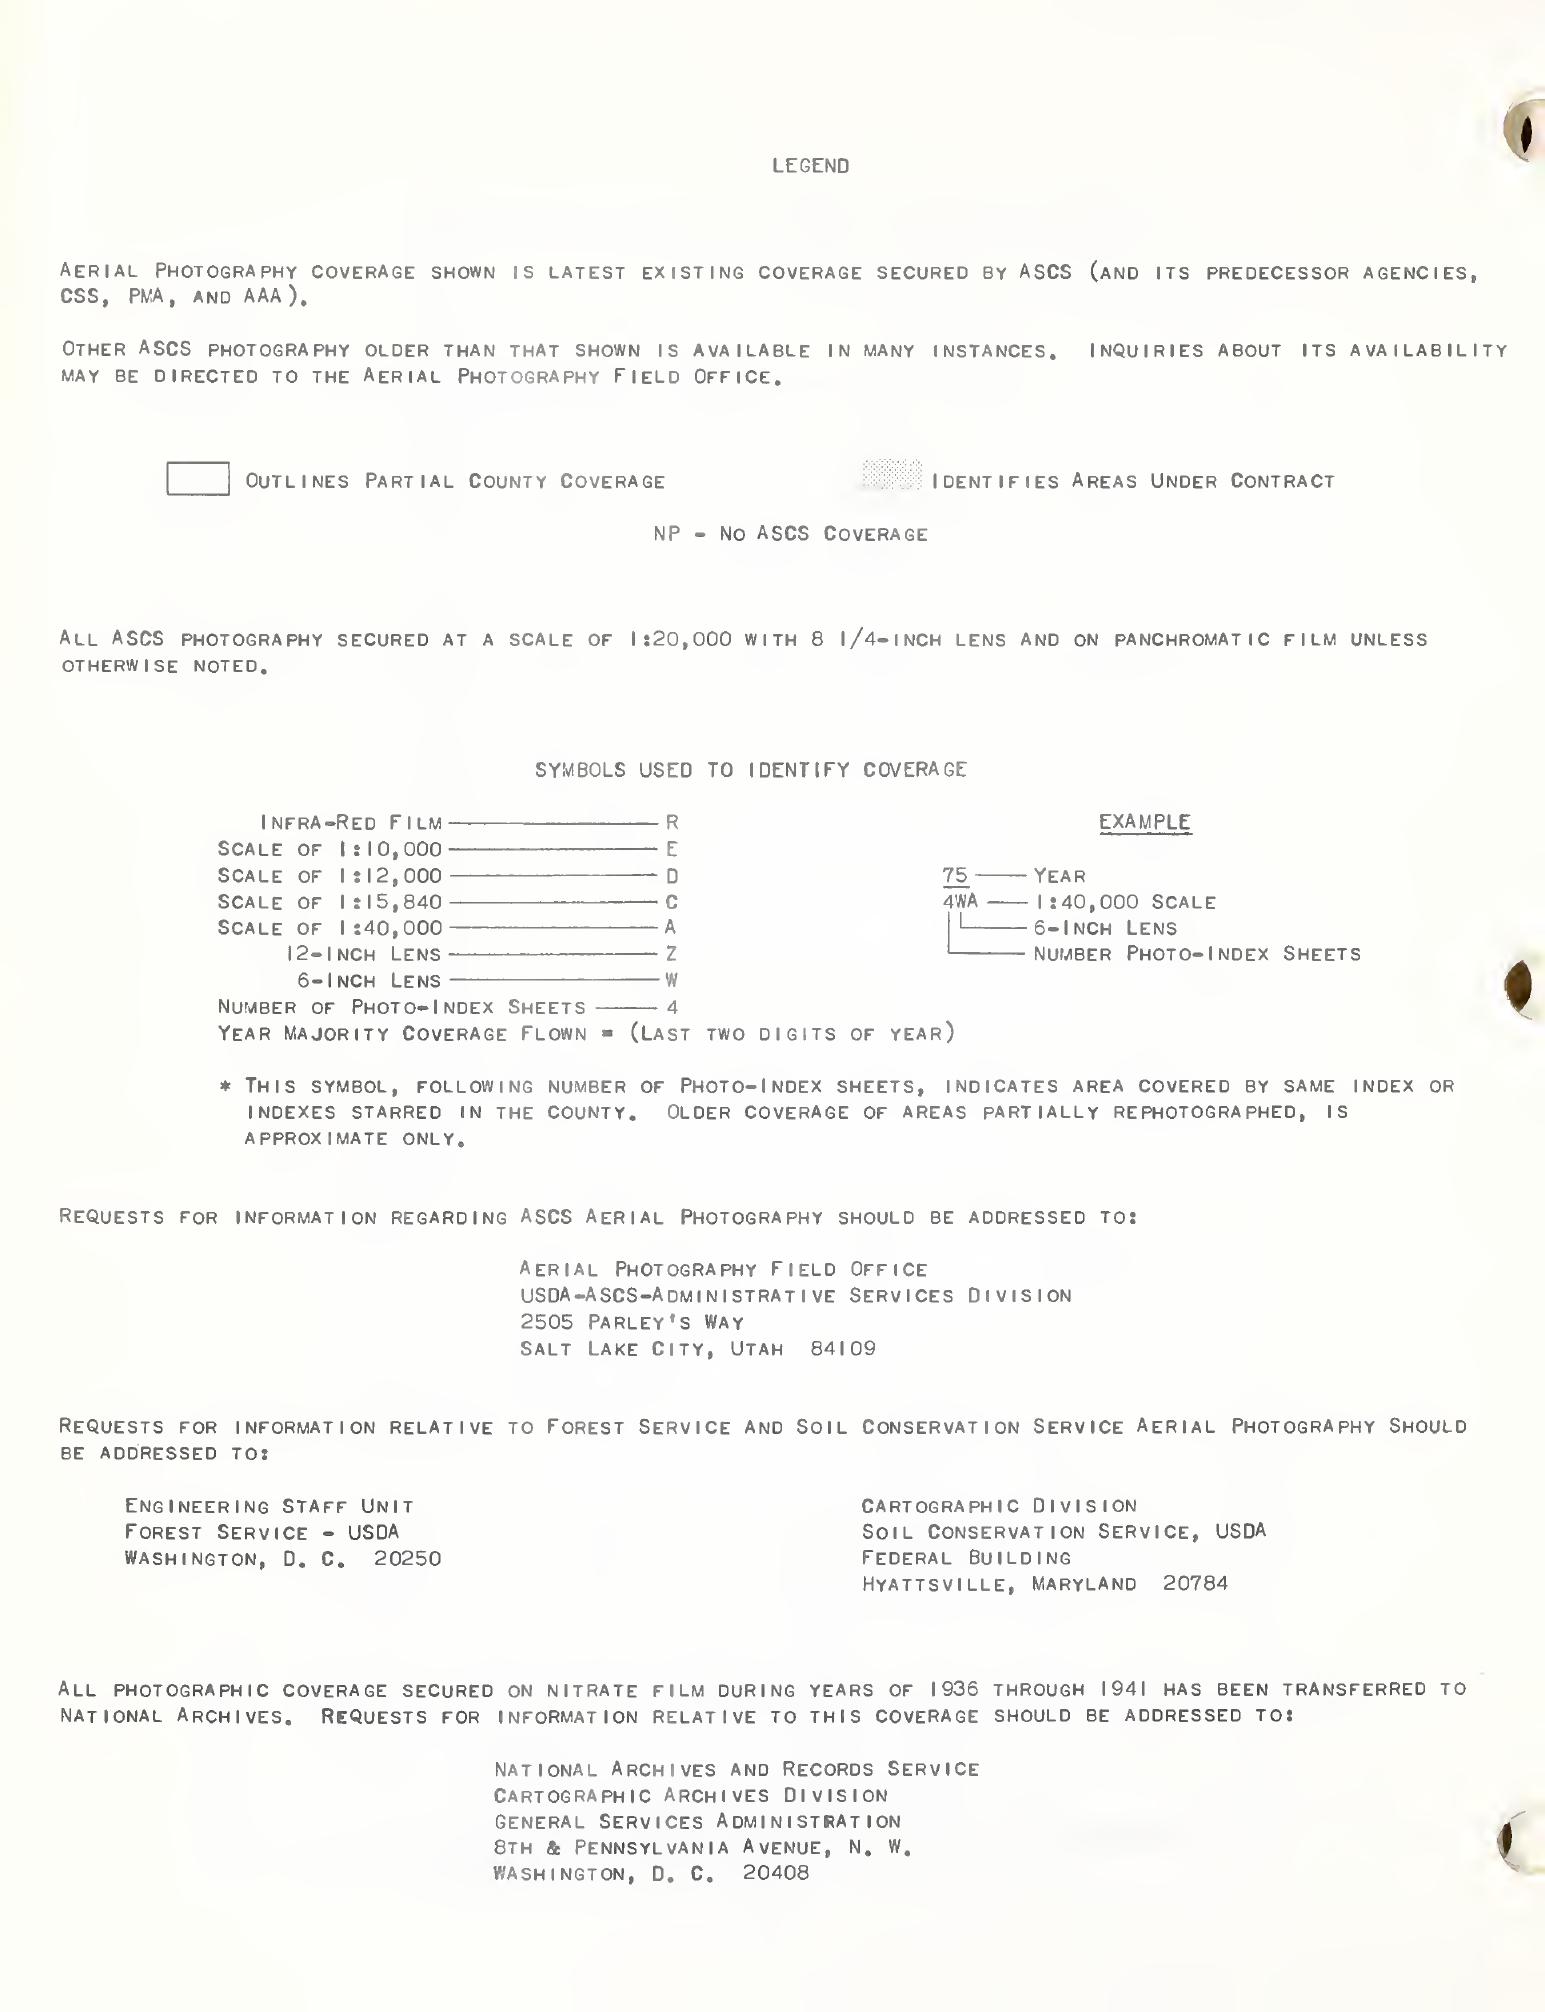 LEGEND
AERIAL PHOTOGRAPHY COVERAGE SHOWN IS LATEST EXISTING COVERAGE SECURED BY ASCS (AND ITS PREDECESSOR AGENCIES,
CSS, PMA, AND AAA).
OTHER ASCS PHOTOGRAPHY OLDER THAN THAT SHOWN IS AVAILABLE IN MANY INSTANCES. INQUIRIES ABOUT ITS AVAILABILITY
MAY BE DIRECTED TO THE AERIAL PHOTOGRAPHY FIELD OFFICE.
OUTLINES PARTIAL COUNTY COVERAGE
IDENTIFIES AREAS UNDER CONTRACT
NP - NO ASCS COVERAGE
ALL ASCS PHOTOGRAPHY SECURED AT A SCALE OF 1:20,000 WITH 8 1/4-INCH LENS AND ON PANCHROMATIC FILM UNLESS
OTHERWISE NOTED.
SYMBOLS USED TO IDENTIFY COVERAGE
INFRA-RED FILM R
SCALE OF 1:10,000 E
SCALE OF 1:12,000 D
SCALE OF 1:15,840 C
SCALE OF 1:40,000 A
12-INCH LENS Z
6-INCH LENS W
NUMBER OF PHOTO-INDEX SHEETS 4
YEAR MAJORITY COVERAGE FLOWN = (LAST TWO DIGITS OF YEAR)
EXAMPLE
75 YEAR
4WA 1:40,000 SCALE
6-INCH LENS
NUMBER PHOTO-INDEX SHEETS
* THIS SYMBOL, FOLLOWING NUMBER OF PHOTO-INDEX SHEETS, INDICATES AREA COVERED BY SAME INDEX OR
INDEXES STARRED IN THE COUNTY. OLDER COVERAGE OF AREAS PARTIALLY REPHOTOGRAPHED, IS
APPROXIMATE ONLY.
REQUESTS FOR INFORMATION REGARDING ASCS AERIAL PHOTOGRAPHY SHOULD BE ADDRESSED TO:
AERIAL PHOTOGRAPHY FIELD OFFICE
USDA-ASCS-ADMINISTRATIVE SERVICES DIVISION
2505 PARLEY'S WAY
SALT LAKE CITY, UTAH 84109
REQUESTS FOR INFORMATION RELATIVE TO FOREST SERVICE AND SOIL CONSERVATION SERVICE AERIAL PHOTOGRAPHY SHOULD
BE ADDRESSED TO:
ENGINEERING STAFF UNIT
FOREST SERVICE - USDA
WASHINGTON, D. C. 20250
CARTOGRAPHIC DIVISION
SOIL CONSERVATION SERVICE, USDA
FEDERAL BUILDING
HYATTSVILLE, MARYLAND 20784
ALL PHOTOGRAPHIC COVERAGE SECURED ON NITRATE FILM DURING YEARS OF 1936 THROUGH 1941 HAS BEEN TRANSFERRED TO
NATIONAL ARCHIVES. REQUESTS FOR INFORMATION RELATIVE TO THIS COVERAGE SHOULD BE ADDRESSED TO:
NATIONAL ARCHIVES AND RECORDS SERVICE
CARTOGRAPHIC ARCHIVES DIVISION
GENERAL SERVICES ADMINISTRATION
8TH & PENNSYLVANIA AVENUE, N. W.
WASHINGTON, D. C. 20408